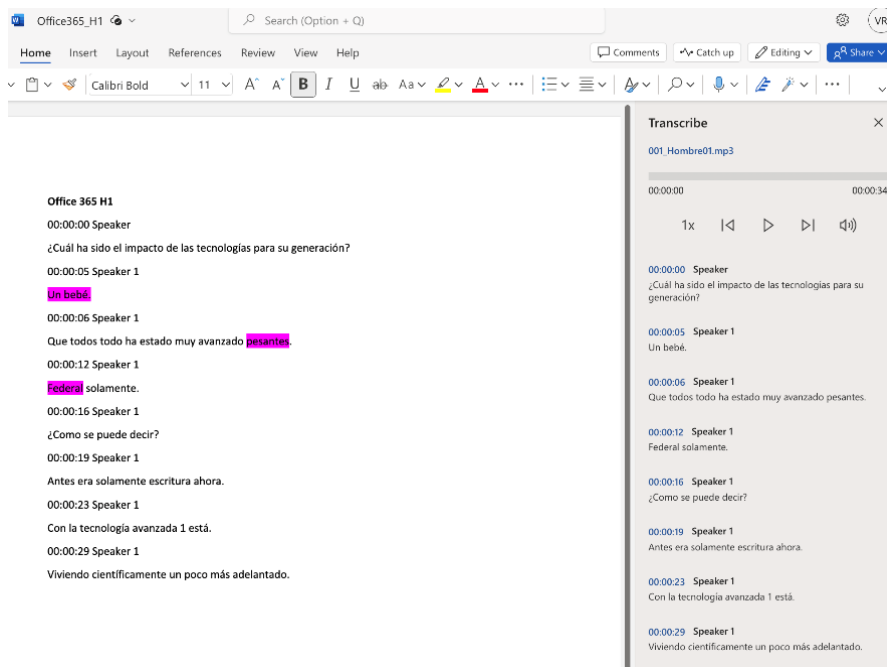 Office365_H1
Search (Option + Q)
VR
Home Insert Layout References Review View Help
Comments Catch up Editing Share
Calibri Bold 11 A A B I U ab Aa A
Office 365 H1
00:00:00 Speaker
¿Cuál ha sido el impacto de las tecnologías para su generación?
00:00:05 Speaker 1
Un bebé.
00:00:06 Speaker 1
Que todos todo ha estado muy avanzado pesantes.
00:00:12 Speaker 1
Federal solamente.
00:00:16 Speaker 1
¿Como se puede decir?
00:00:19 Speaker 1
Antes era solamente escritura ahora.
00:00:23 Speaker 1
Con la tecnología avanzada 1 está.
00:00:29 Speaker 1
Viviendo científicamente un poco más adelantado.
Transcribe
001_Hombre01.mp3
00:00:00 00:00:34
1x
00:00:00 Speaker
¿Cuál ha sido el impacto de las tecnologías para su
generación?
00:00:05 Speaker 1
Un bebé.
00:00:06 Speaker 1
Que todos todo ha estado muy avanzado pesantes.
00:00:12 Speaker 1
Federal solamente.
00:00:16 Speaker 1
¿Como se puede decir?
00:00:19 Speaker 1
Antes era solamente escritura ahora.
00:00:23 Speaker 1
Con la tecnología avanzada 1 está.
00:00:29 Speaker 1
Viviendo científicamente un poco más adelantado.